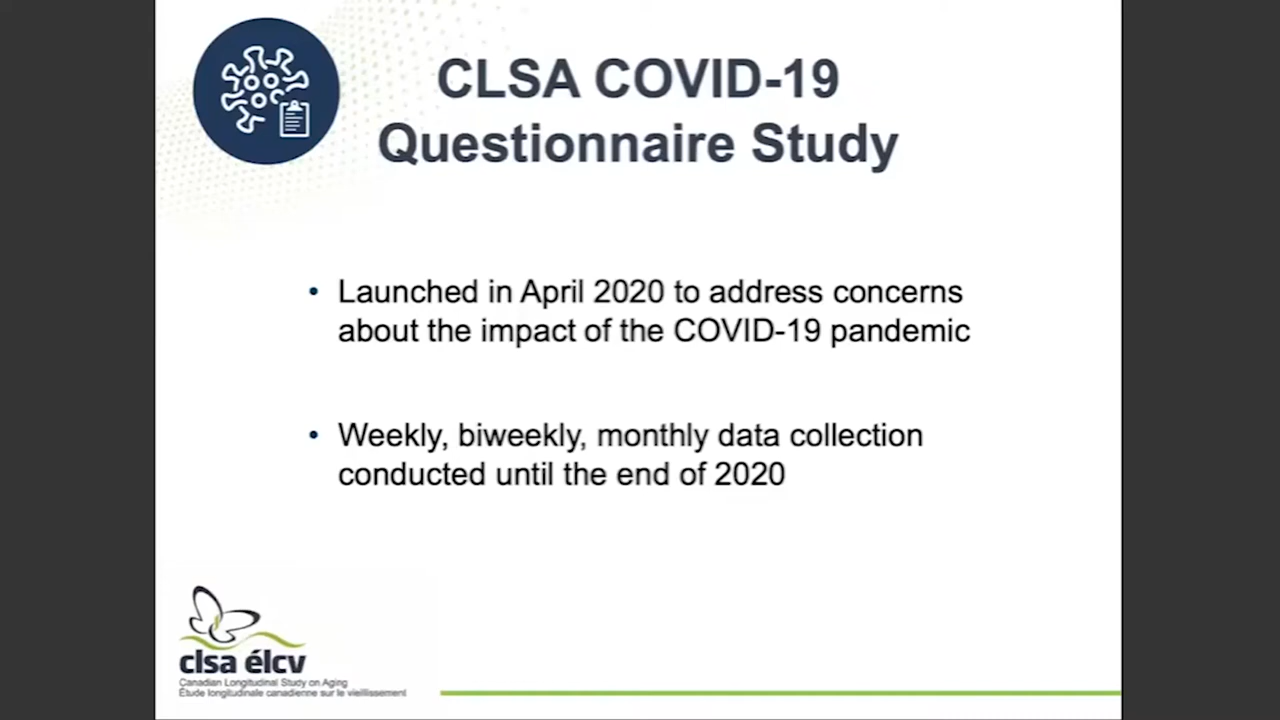 CLSA COVID-19
Questionnaire Study
• Launched in April 2020 to address concerns
about the impact of the COVID-19 pandemic
• Weekly, biweekly, monthly data collection
conducted until the end of 2020
clsa élcv
Canadian Longitudinal Study on Aging
Étude longitudinale canadienne sur le vieillissement